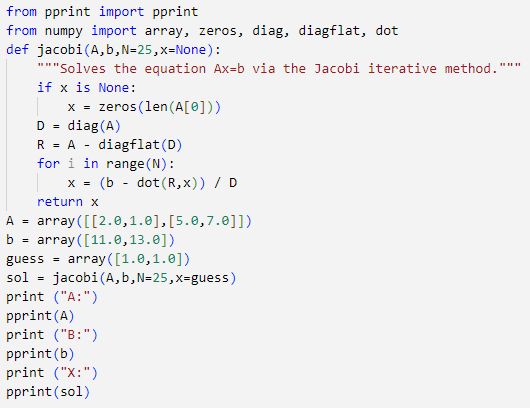 from pprint import pprint
from numpy import array, zeros, diag, diagflat, dot
def jacobi(A,b,N=25,x=None):
    """Solves the equation Ax=b via the Jacobi iterative method."""
    if x is None:
        x = zeros(len(A[0]))
    D = diag(A)
    R = A - diagflat(D)
    for i in range(N):
        x = (b - dot(R,x)) / D
    return x
A = array([[2.0,1.0],[5.0,7.0]])
b = array([11.0,13.0])
guess = array([1.0,1.0])
sol = jacobi(A,b,N=25,x=guess)
print ("A:")
pprint(A)
print ("B:")
pprint(b)
print ("X:")
pprint(sol)